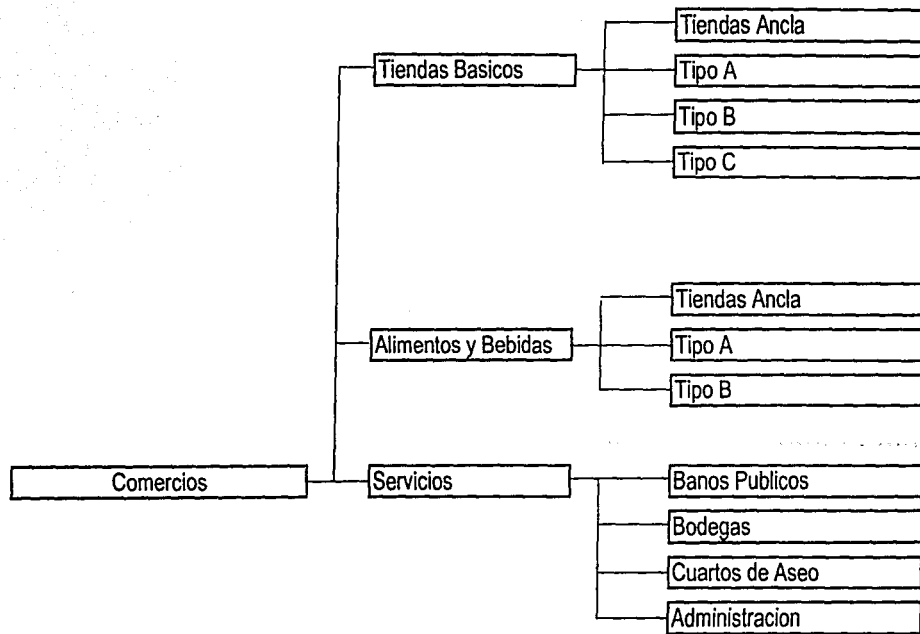 Tiendas Ancla
Tiendas Basicos
Tipo A
Tipo B
Tipo C
Tiendas Ancla
Alimentos y Bebidas
Tipo A
Tipo B
Comercios
Servicios
Banos Publicos
Bodegas
Cuartos de Aseo
Administracion